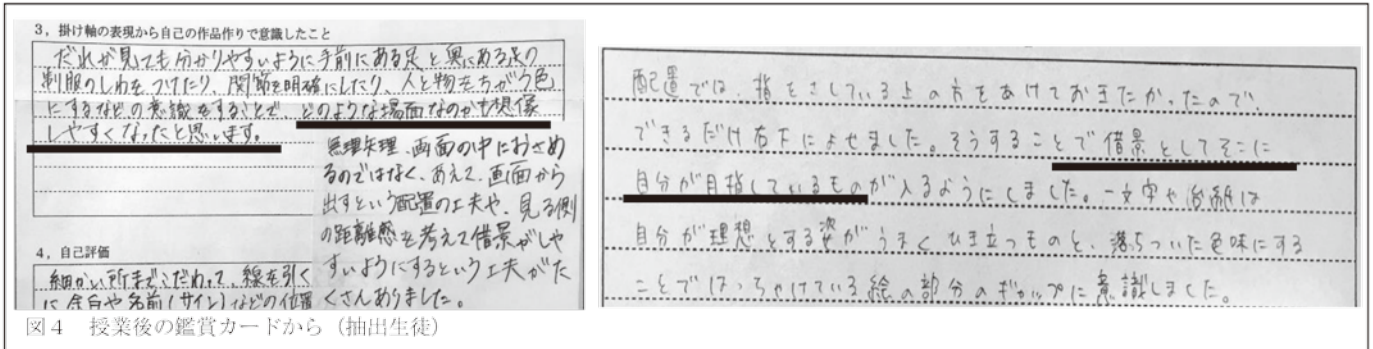 3，掛け軸の表現から自己の作品作りで意識したこと
だれが見ても分かりやすいように手前にある足と奥にある足の
制服のしわをつけたり、関節を明確にしたり、人と物をちがう色
にするなどの意識をすることで、どのような場面なのかも想像
しやすくなったと思います。
無理矢理、画面の中におさめ
るのではなく、あえて、画面から
出すという配置の工夫や、見る側
の距離感を考えて借景がしや
すいようにするという工夫がた
くさんありました。
4，自己評価
細かい所までこだわって、線を引く
に余白や名前(サイン)などの位置
配置では、指をさしている上の方をあけておきたかったので、
できるだけ右下によせました。そうすることで借景としてそこに
自分が目指しているものが入るようにしました。一文字や台紙は
自分が理想とする姿がうまくひき立つものと、落ちついた色味にする
ことではっちゃけている絵の部分のギャップに意識しました。
図4　授業後の鑑賞カードから（抽出生徒）